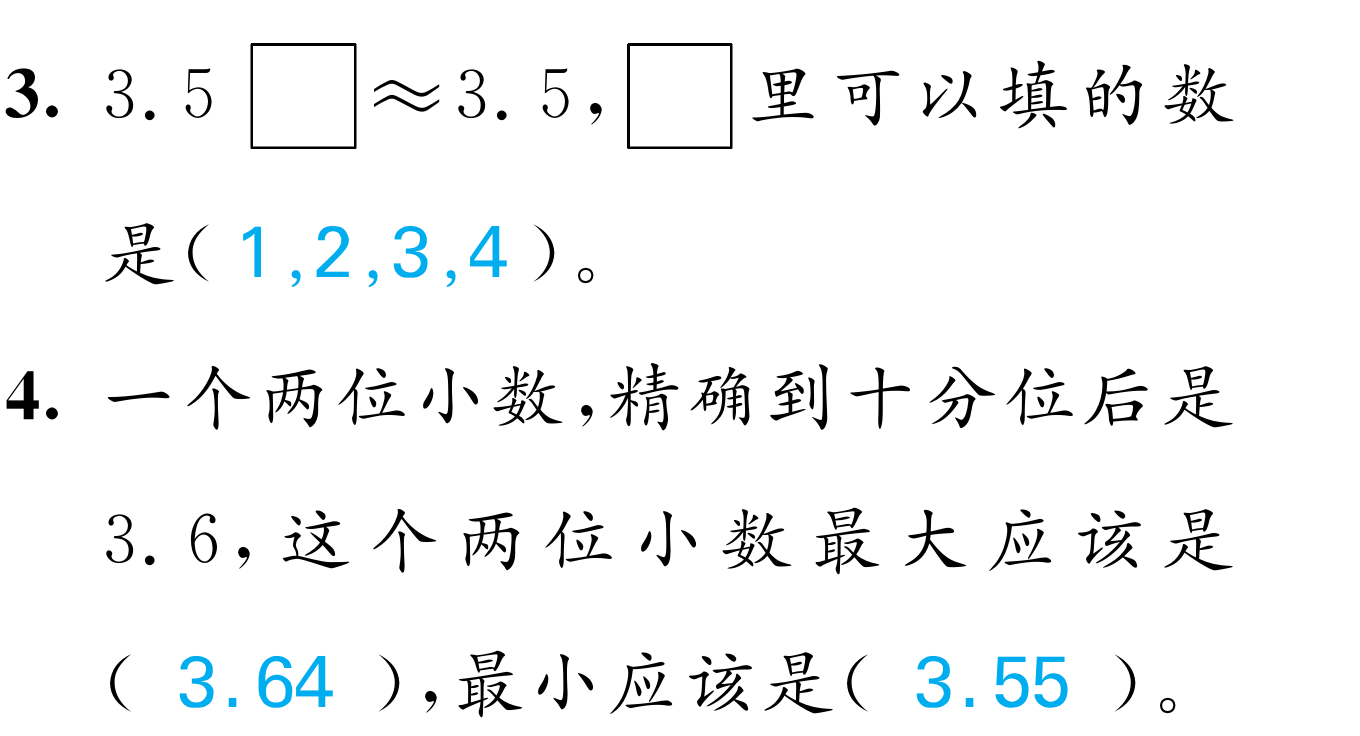 3. 3.5□≈3.5,□里可以填的数
是( 1,2,3,4 )。
4. 一个两位小数,精确到十分位后是
3.6,这个两位小数最大应该是
( 3.64 ),最小应该是( 3.55 )。